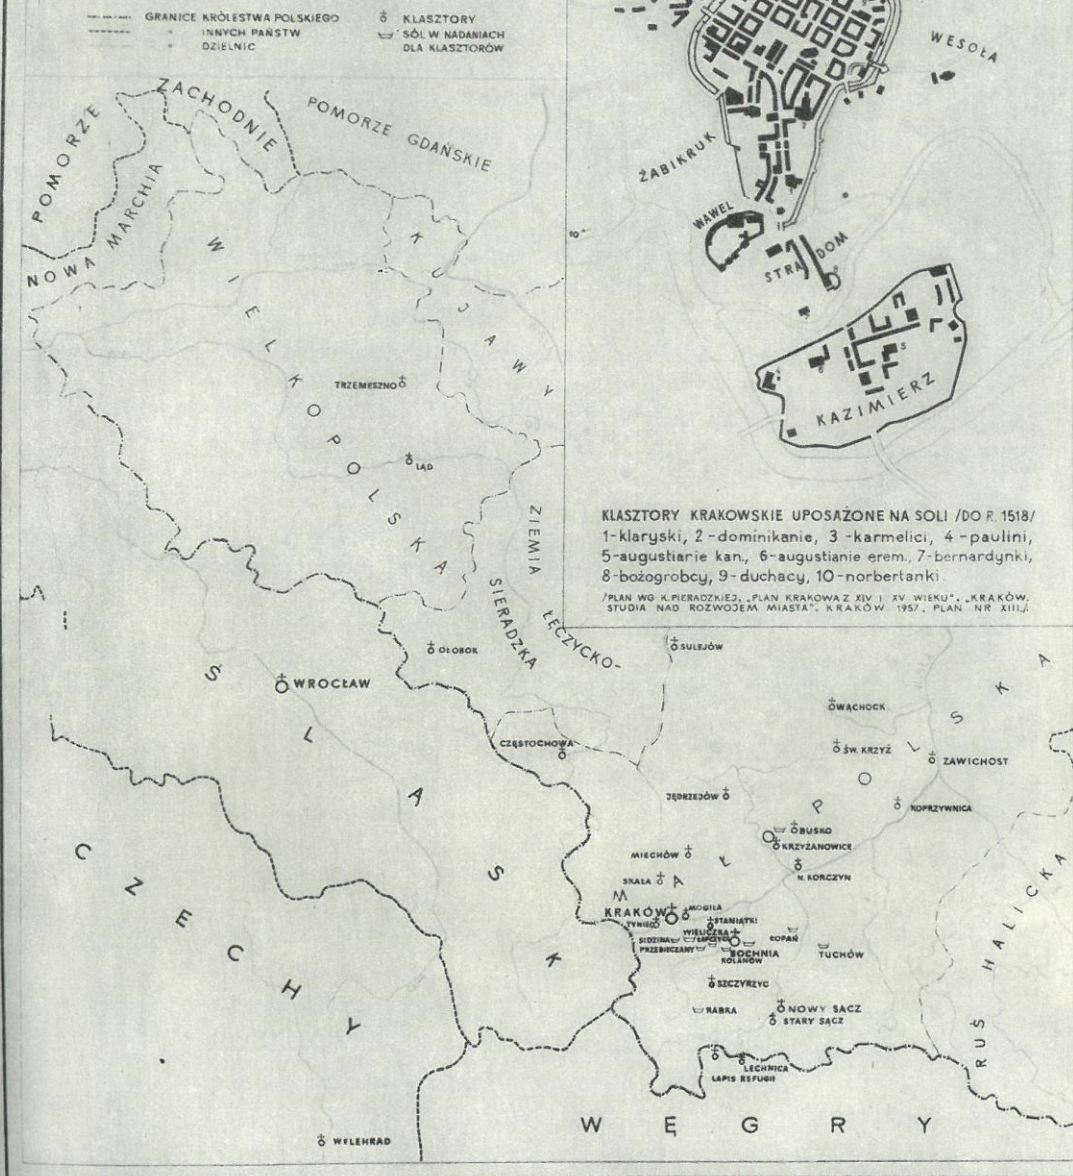 GRANICE KRÓLESTWA POLSKIEGO
" INNYCH PAŃSTW
" DZIELNIC
KLASZTORY
SÓL W NADANIACH
DLA KLASZTORÓW
WESOŁA
ŻABIKRUK
WAWEL
STRADOM
10
KAZIMIERZ
KLASZTORY KRAKOWSKIE UPOSAŻONE NA SOLI /DO R. 1518/
1-klaryski, 2-dominikanie, 3-karmelici, 4-paulini,
5-augustianie kan., 6-augustianie erem., 7-bernardynki,
8-bożogrobcy, 9-duchacy, 10-norbertanki.
/PLAN WG K. PIERADZKIEJ, „PLAN KRAKOWA Z XIV I XV WIEKU". „KRAKÓW.
STUDIA NAD ROZWOJEM MIASTA". KRAKÓW 1957. PLAN NR XIII./.
POMORZE ZACHODNIE
POMORZE GDAŃSKIE
NOWA MARCHIA
WIELKOPOLSKA
KUJAWY
TRZEMESZNO
LĄD
ZIEMIA
SIERADZKA
ŁĘCZYCKO-
OŁOBOK
SULEJÓW
ŚLĄSK
WROCŁAW
CZĘSTOCHOWA
MAŁOPOLSKA
WĄCHOCK
ŚW. KRZYŻ
ZAWICHOST
JĘDRZEJÓW
KOPRZYWNICA
BUSKO
KRZYŻANOWICE
MIECHÓW
N. KORCZYN
SKAŁA
MOGIŁA
KRAKÓW
STANIĄTKI
TYNIEC
WIELICZKA
SIDZINA
ŁAPCZYCA
PRZEBIECZANY
BOCHNIA
KOLANÓW
ŁOPAŃ
TUCHÓW
SZCZYRZYC
RABKA
NOWY SĄCZ
STARY SĄCZ
LECHNICA
LAPIS REFUGII
RUŚ HALICKA
CZECHY
WELEHRAD
WĘGRY